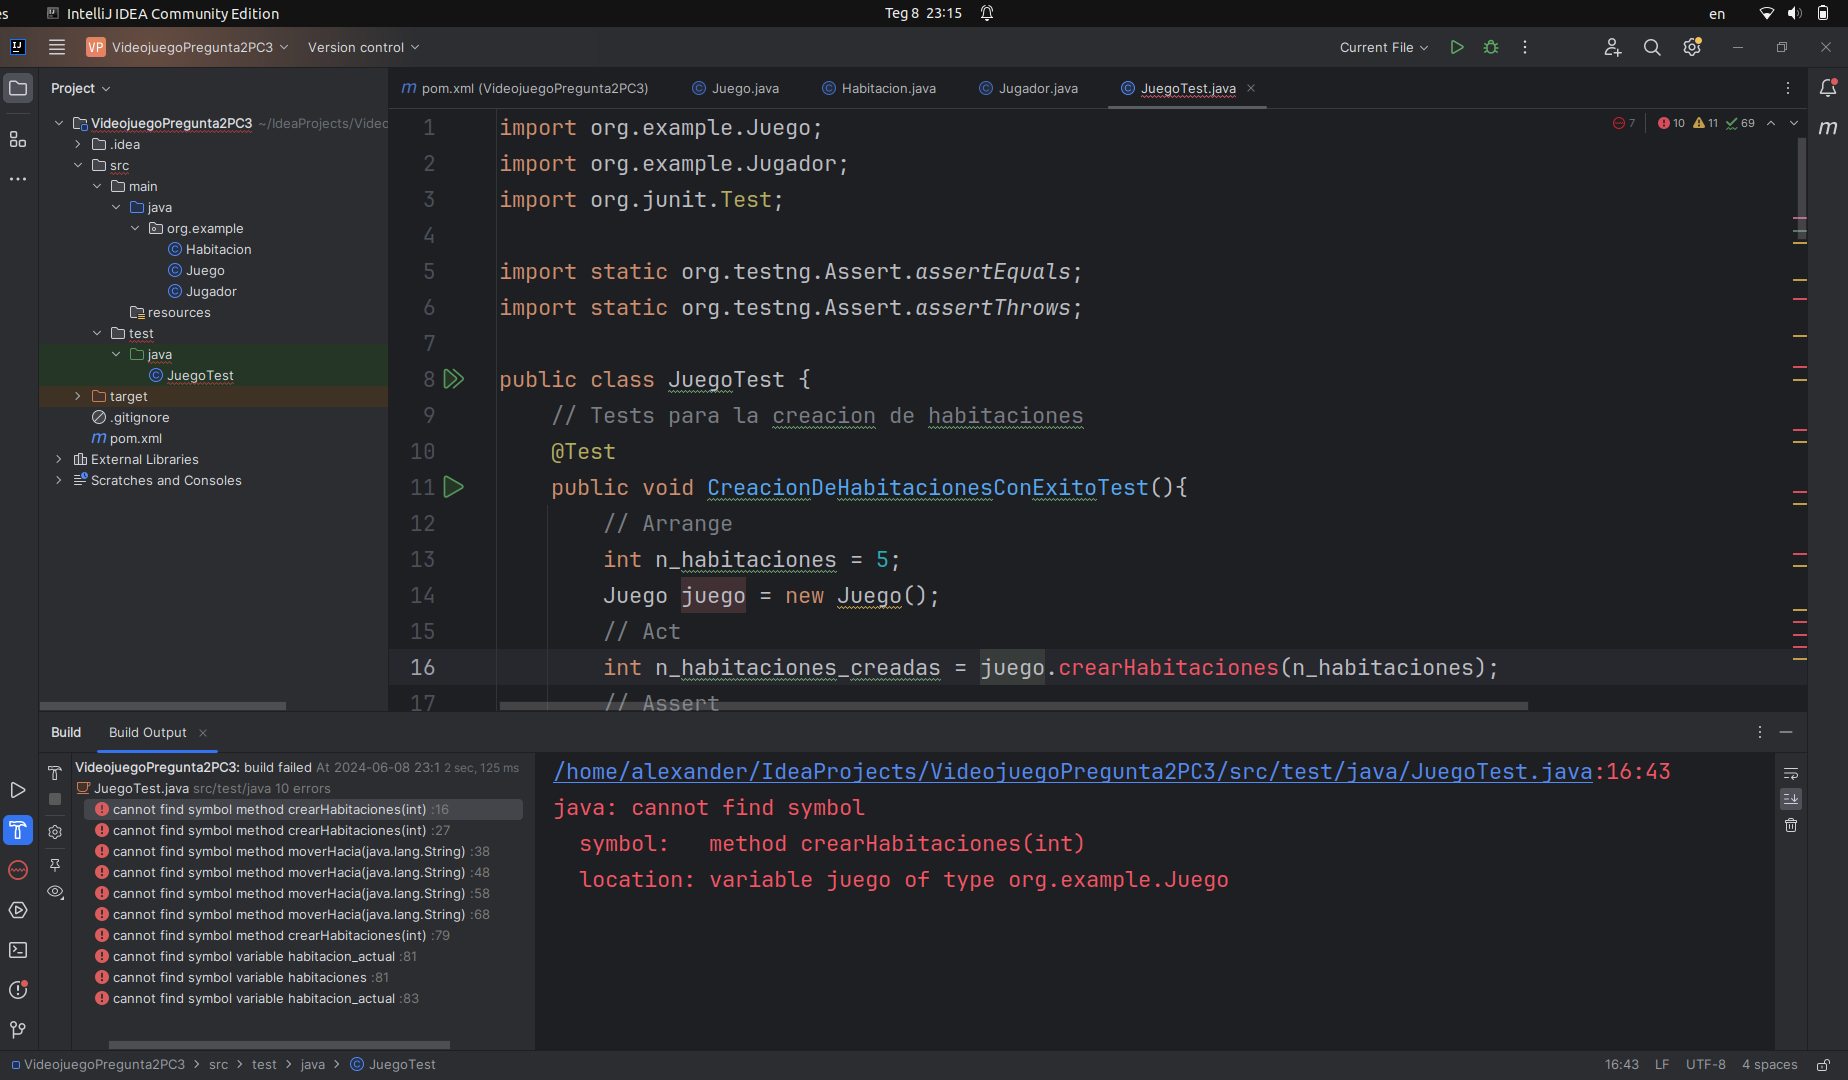 es IntelliJ IDEA Community Edition Teg 8 23:15 en
VP VideojuegoPregunta2PC3 Version control Current File
Project
m pom.xml (VideojuegoPregunta2PC3) Juego.java Habitacion.java Jugador.java JuegoTest.java
VideojuegoPregunta2PC3 ~/IdeaProjects/Videc
.idea
src
main
java
org.example
Habitacion
Juego
Jugador
resources
test
java
JuegoTest
target
.gitignore
m pom.xml
External Libraries
Scratches and Consoles
7 10 11 69
m
1 import org.example.Juego;
2 import org.example.Jugador;
3 import org.junit.Test;
4
5 import static org.testng.Assert.assertEquals;
6 import static org.testng.Assert.assertThrows;
7
8 public class JuegoTest {
9 // Tests para la creacion de habitaciones
10 @Test
11 public void CreacionDeHabitacionesConExitoTest(){
12 // Arrange
13 int n_habitaciones = 5;
14 Juego juego = new Juego();
15 // Act
16 int n_habitaciones_creadas = juego.crearHabitaciones(n_habitaciones);
17 // Assert
Build Build Output
VideojuegoPregunta2PC3: build failed At 2024-06-08 23:1 2 sec, 125 ms
JuegoTest.java src/test/java 10 errors
cannot find symbol method crearHabitaciones(int) :16
cannot find symbol method crearHabitaciones(int) :27
cannot find symbol method moverHacia(java.lang.String) :38
cannot find symbol method moverHacia(java.lang.String) :48
cannot find symbol method moverHacia(java.lang.String) :58
cannot find symbol method moverHacia(java.lang.String) :68
cannot find symbol method crearHabitaciones(int) :79
cannot find symbol variable habitacion_actual :81
cannot find symbol variable habitaciones :81
cannot find symbol variable habitacion_actual :83
/home/alexander/IdeaProjects/VideojuegoPregunta2PC3/src/test/java/JuegoTest.java:16:43
java: cannot find symbol
symbol: method crearHabitaciones(int)
location: variable juego of type org.example.Juego
VideojuegoPregunta2PC3 > src > test > java > JuegoTest 16:43 LF UTF-8 4 spaces